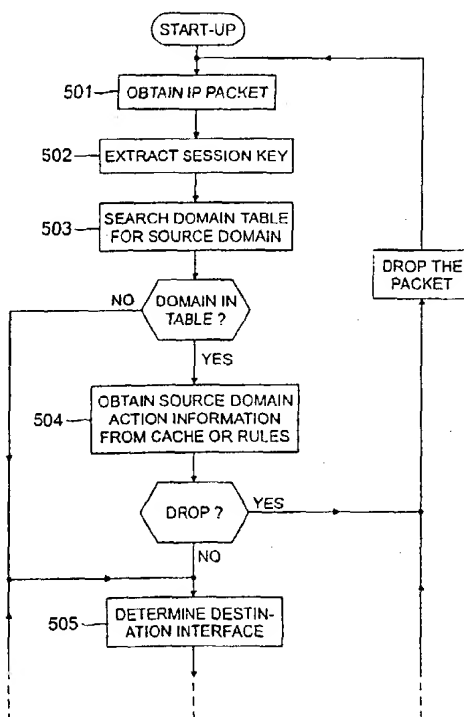 START-UP
501
OBTAIN IP PACKET
502
EXTRACT SESSION KEY
503
SEARCH DOMAIN TABLE
FOR SOURCE DOMAIN
DROP THE
PACKET
NO
DOMAIN IN
TABLE ?
YES
504
OBTAIN SOURCE DOMAIN
ACTION INFORMATION
FROM CACHE OR RULES
DROP ?
YES
NO
505
DETERMINE DESTIN-
ATION INTERFACE